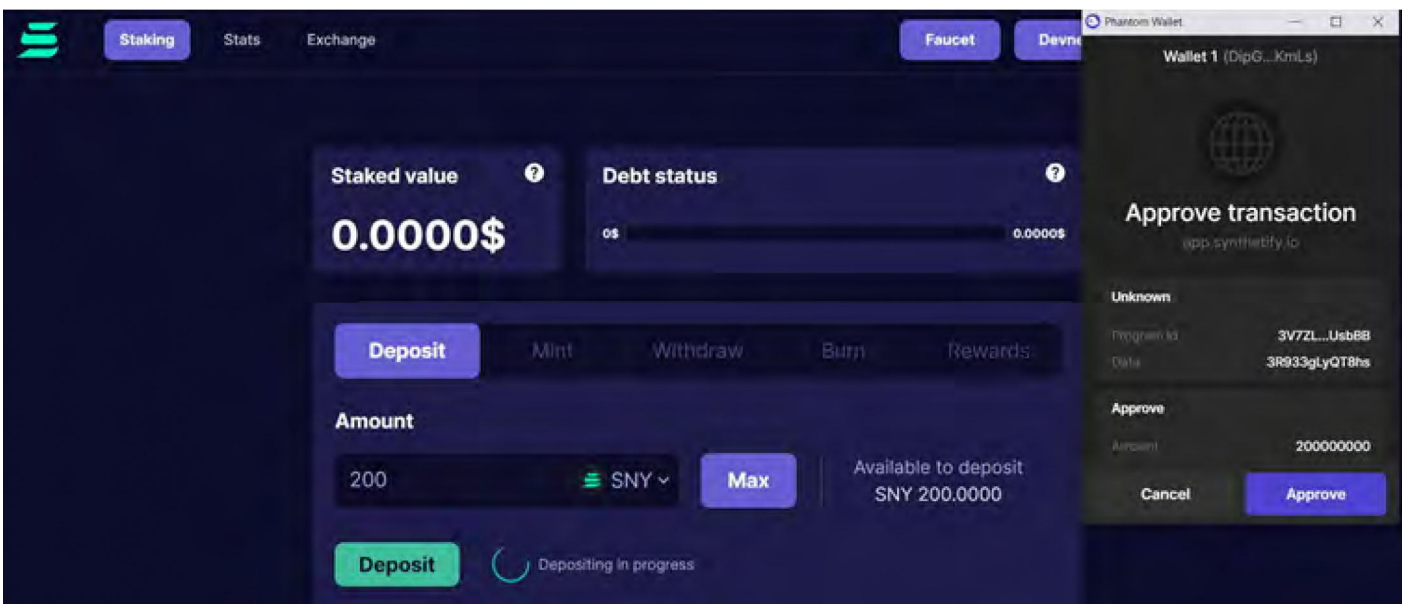 Staking Stats Exchange Faucet Devne
Staked value
0.0000$
Debt status
0$ 0.0000$
Deposit Mint Withdraw Burn Rewards
Amount
200 SNY Max
Available to deposit
SNY 200.0000
Deposit Depositing in progress
Phantom Wallet
Wallet 1 (DipG...KmLs)
Approve transaction
app.synthetify.io
Unknown
Program Id 3V7ZL...UsbBB
Data 3R933gLyQT8hs
Approve
Amount 200000000
Cancel Approve